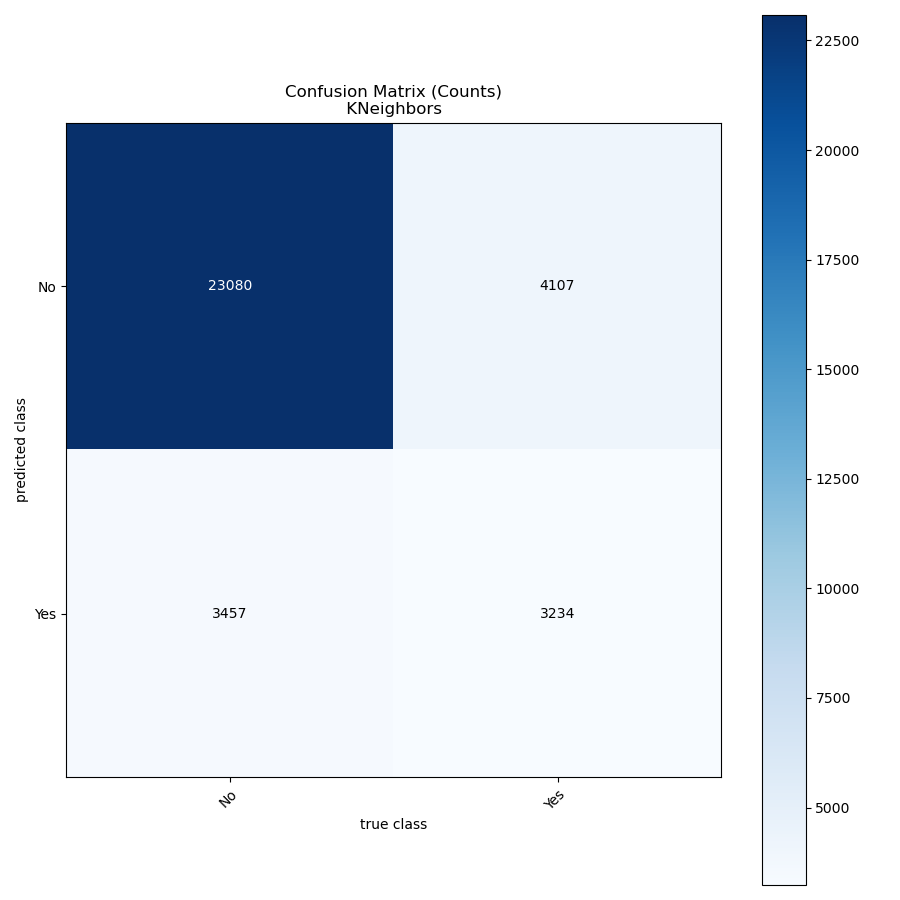 Confusion Matrix (Counts)
KNeighbors
22500
20000
17500
15000
12500
10000
7500
5000
No
23080
4107
predicted class
Yes
3457
3234
No
Yes
true class